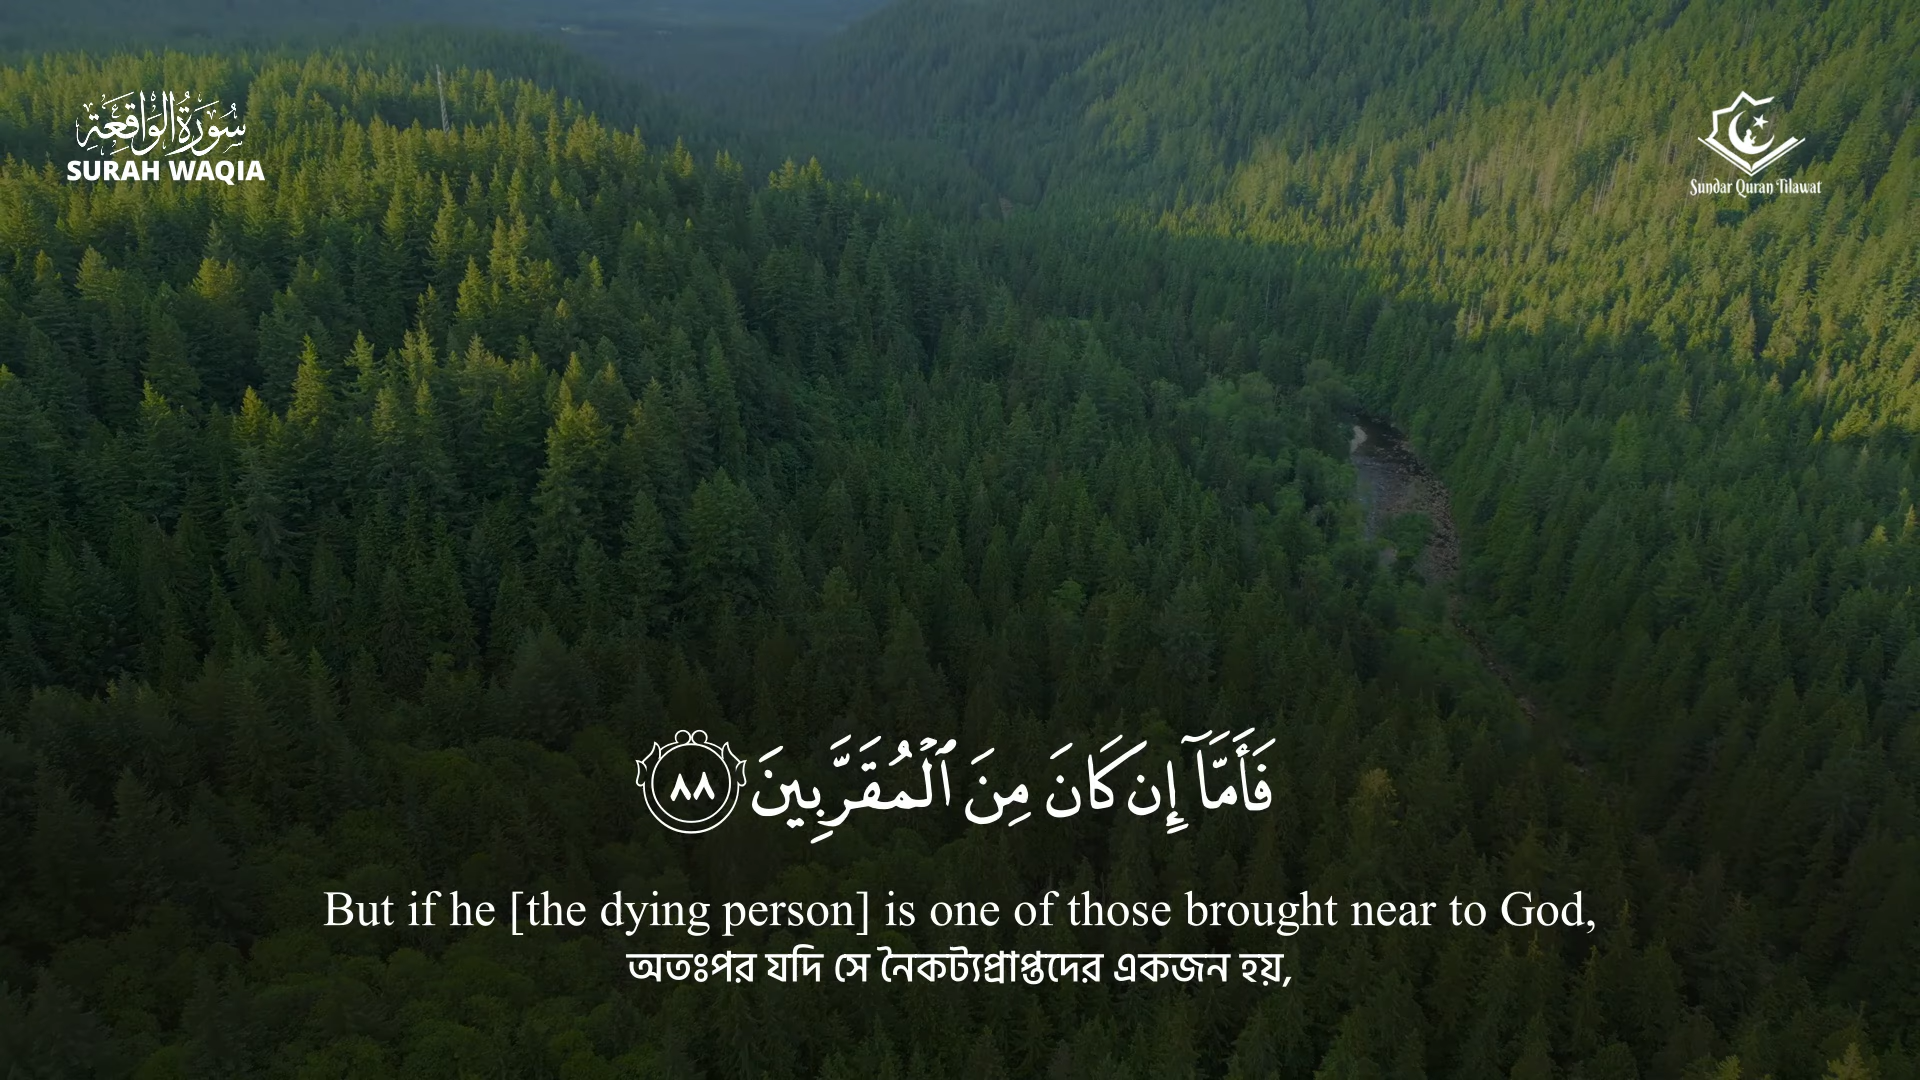 سُورَةُ الْوَاقِعَة
SURAH WAQIA
Sundar Quran Tilawat
فَأَمَّآ إِن كَانَ مِنَ ٱلْمُقَرَّبِينَ ٨٨
But if he [the dying person] is one of those brought near to God,
অতঃপর যদি সে নৈকট্যপ্রাপ্তদের একজন হয়,